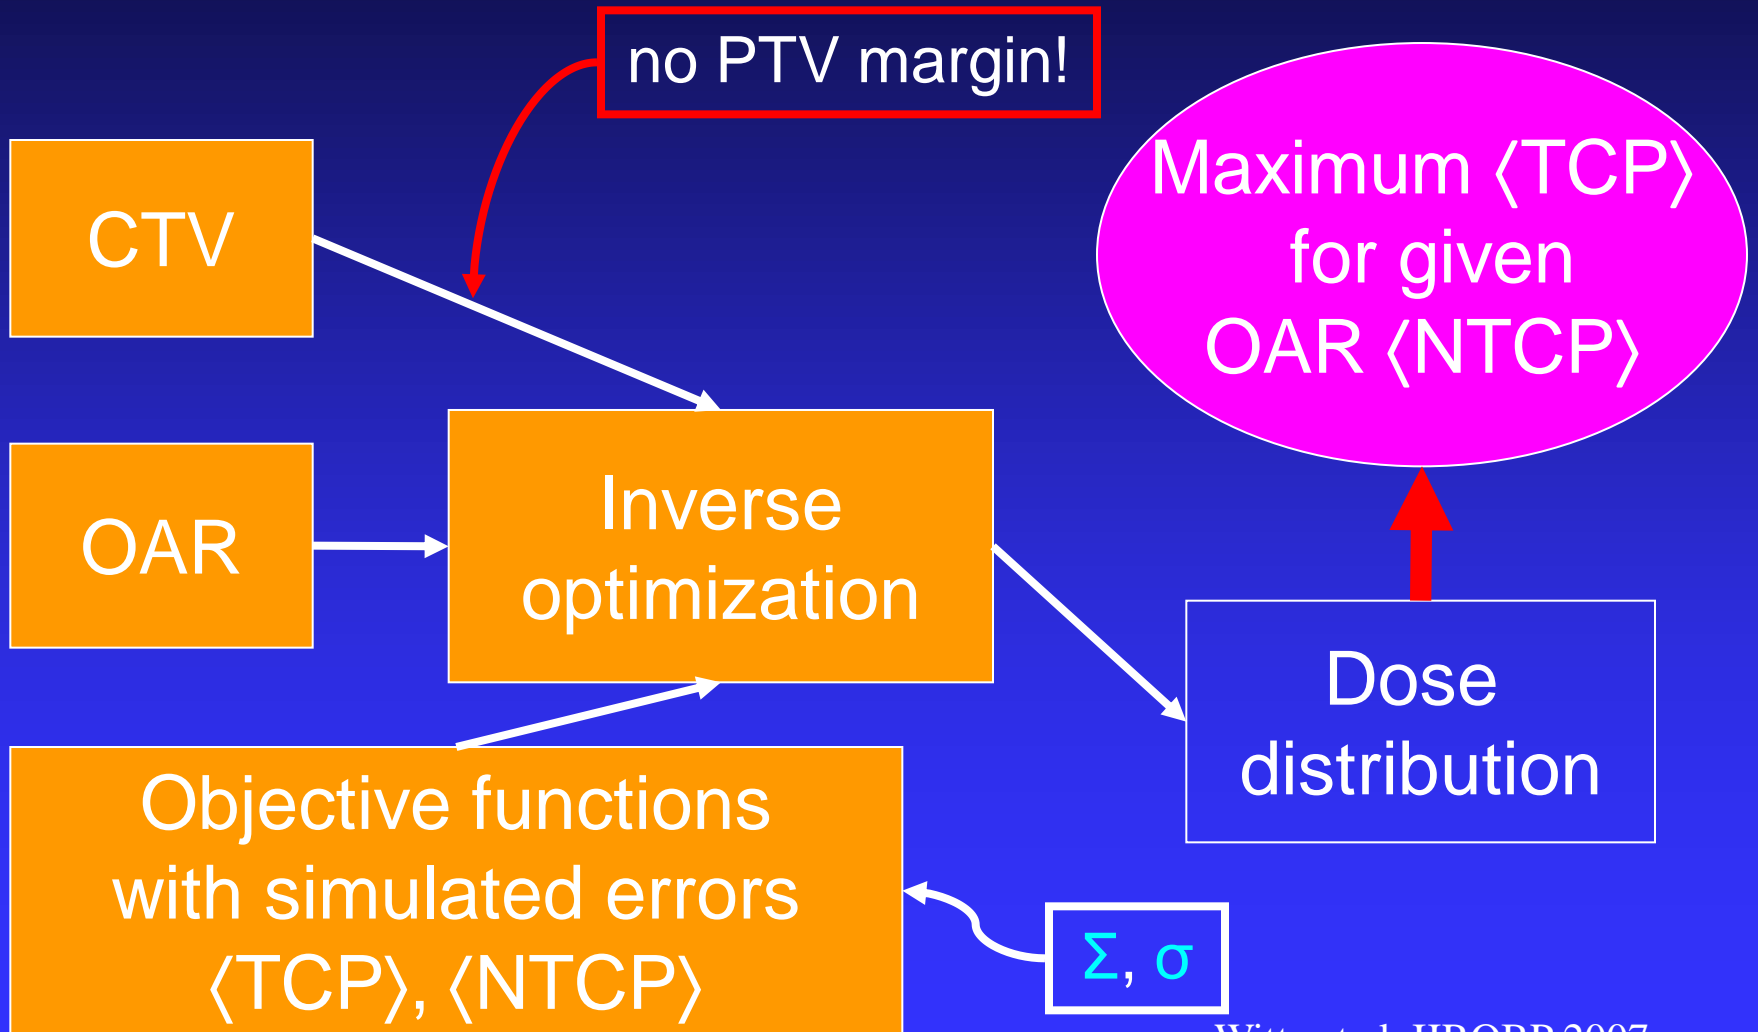 no PTV margin!
CTV
Maximum ⟨TCP⟩
for given
OAR ⟨NTCP⟩
OAR
Inverse
optimization
Dose
distribution
Objective functions
with simulated errors
⟨TCP⟩, ⟨NTCP⟩
Σ, σ
2007